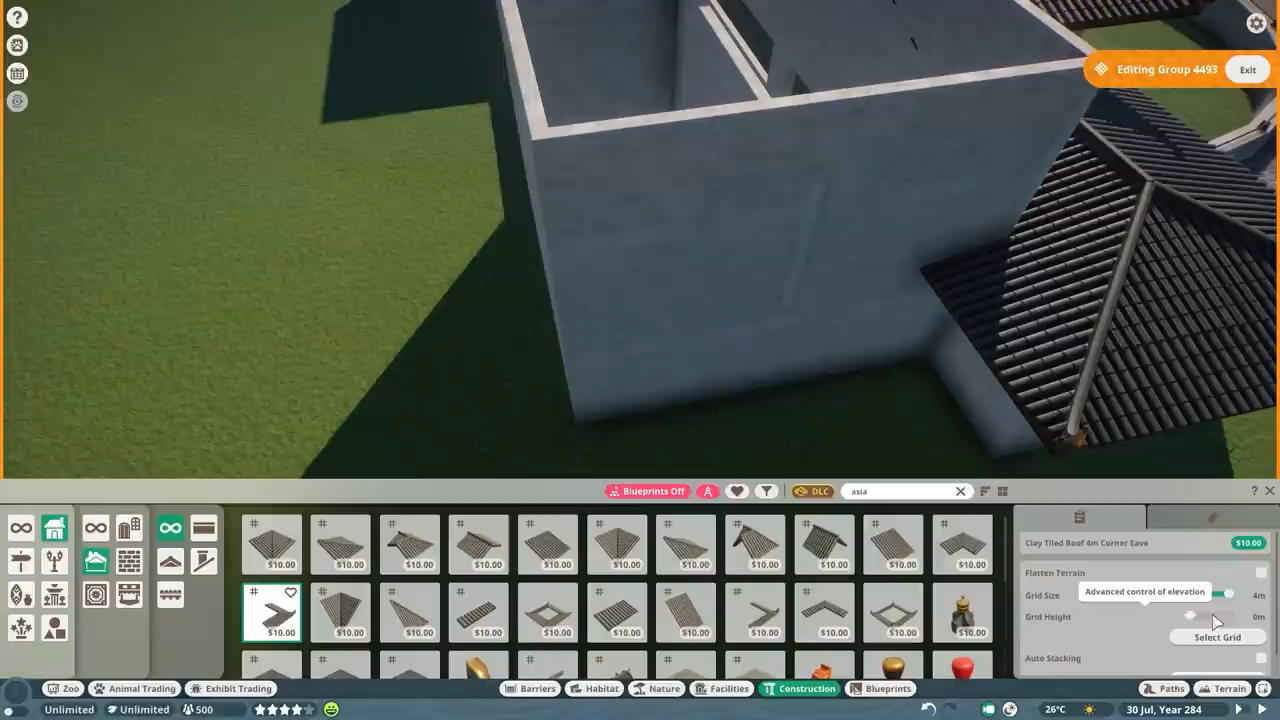 ?
Editing Group 4493
Exit
Blueprints Off
DLC
asia
?
$10.00 $10.00 $10.00 $10.00 $10.00 $10.00 $10.00 $10.00 $10.00 $10.00 $10.00
$10.00 $10.00 $10.00 $10.00 $10.00 $10.00 $10.00 $10.00 $10.00 $10.00 $10.00
Clay Tiled Roof 4m Corner Eave
$10.00
Flatten Terrain
Advanced control of elevation
Grid Size
4m
Grid Height
0m
Select Grid
Auto Stacking
Zoo
Animal Trading
Exhibit Trading
Barriers
Habitat
Nature
Facilities
Construction
Blueprints
Paths
Terrain
Unlimited
Unlimited
500
26°C
30 Jul, Year 284